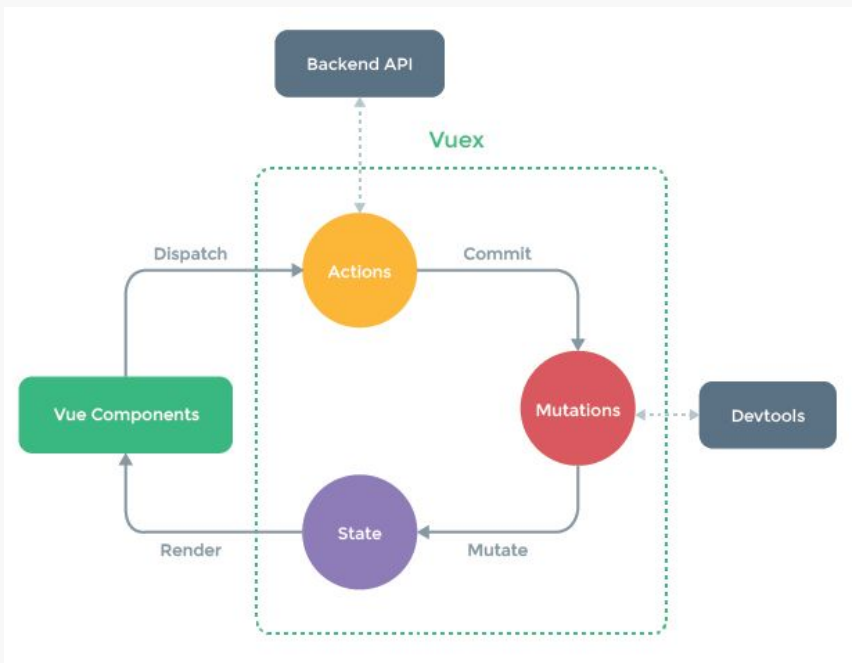 Backend API
Vuex
Dispatch
Actions
Commit
Vue Components
Mutations
Devtools
State
Render
Mutate